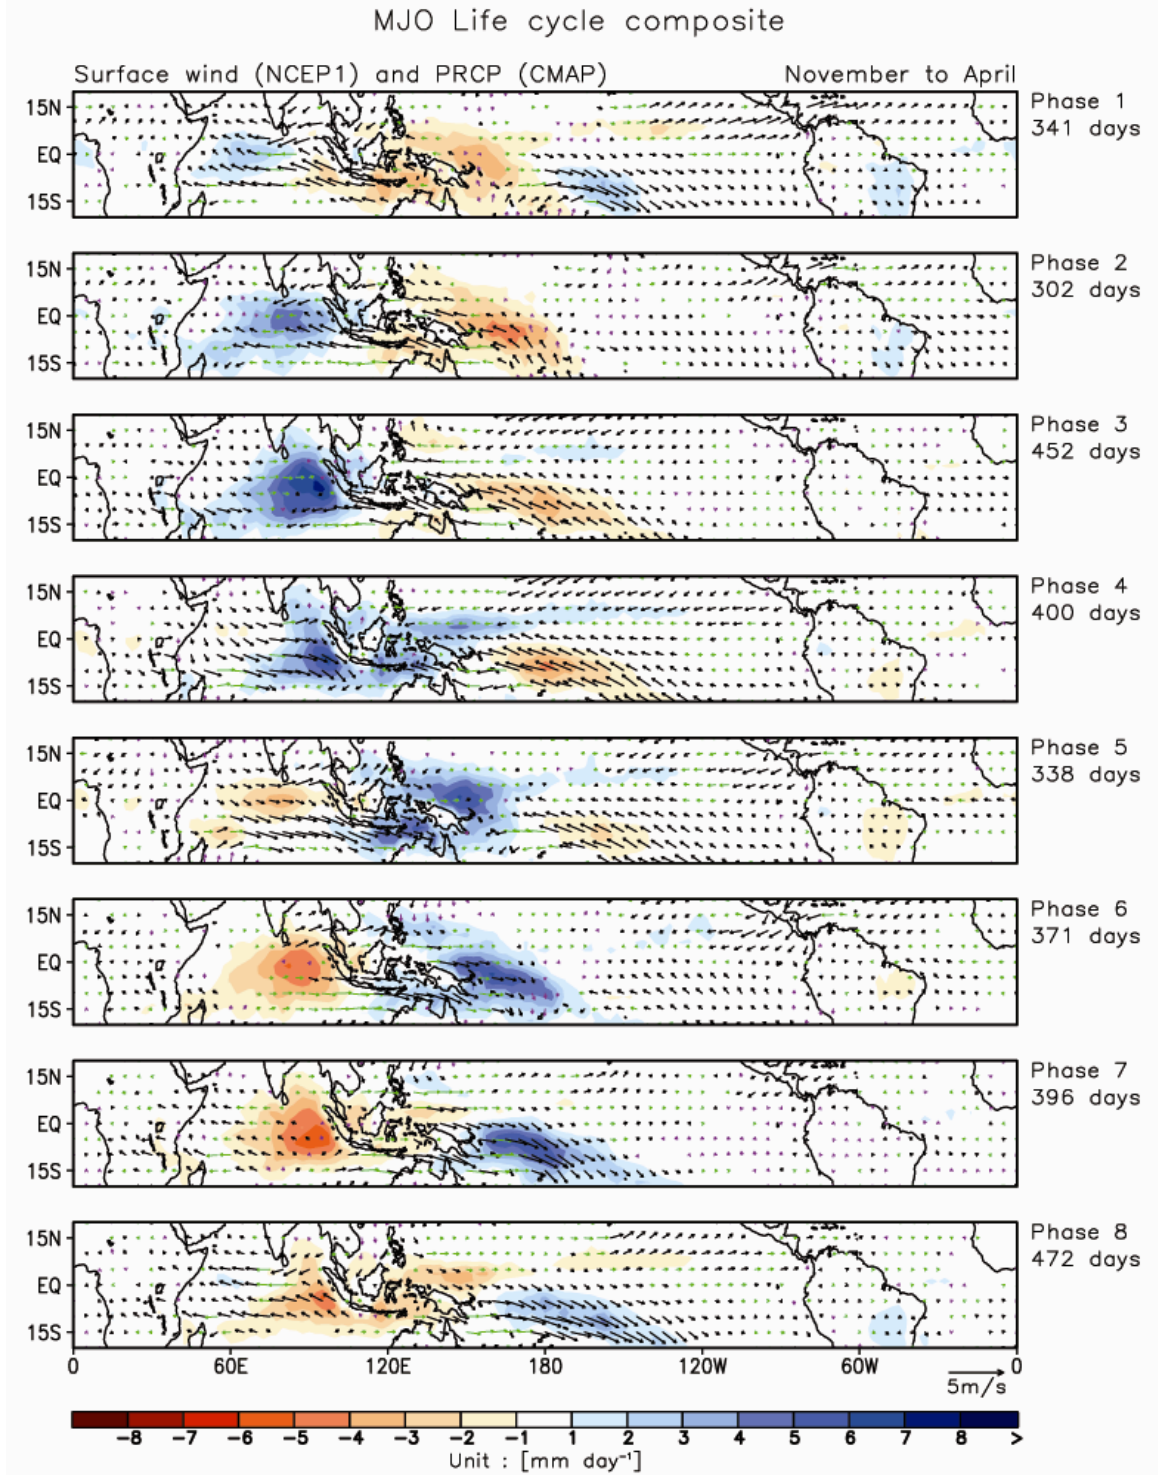 MJO Life cycle composite
Surface wind (NCEP1) and PRCP (CMAP) November to April
15N
EQ
15S
Phase 1
341 days
15N
EQ
15S
Phase 2
302 days
15N
EQ
15S
Phase 3
452 days
15N
EQ
15S
Phase 4
400 days
15N
EQ
15S
Phase 5
338 days
15N
EQ
15S
Phase 6
371 days
15N
EQ
15S
Phase 7
396 days
15N
EQ
15S
Phase 8
472 days
0 60E 120E 180 120W 60W 0
5m/s
-8 -7 -6 -5 -4 -3 -2 -1 1 2 3 4 5 6 7 8 >
Unit : [mm day⁻¹]